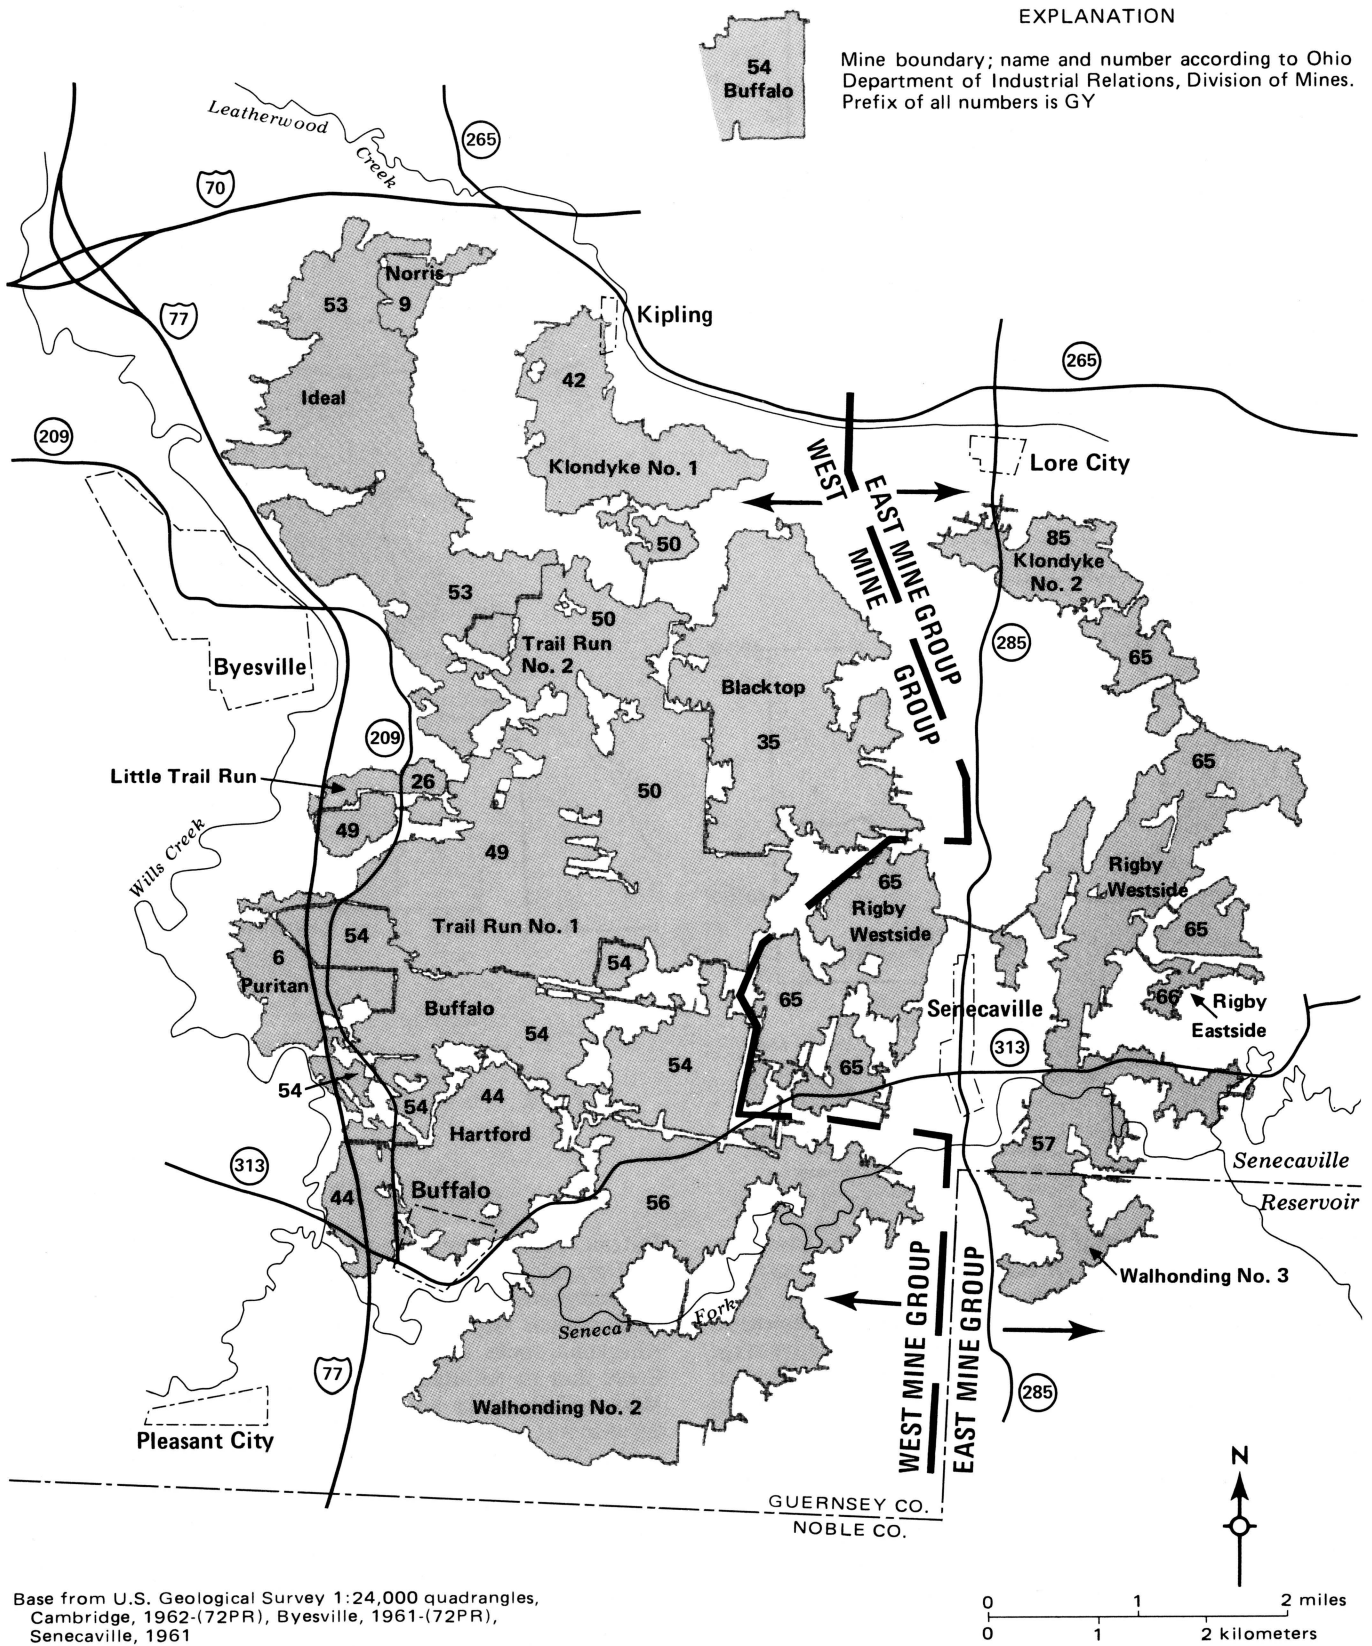 EXPLANATION
54
Buffalo
Mine boundary; name and number according to Ohio
Department of Industrial Relations, Division of Mines.
Prefix of all numbers is GY
Leatherwood
Creek
265
70
77
Norris
9
53
Ideal
Kipling
42
Klondyke No. 1
265
209
Lore City
WEST
MINE
GROUP
EAST MINE GROUP
50
85
Klondyke
No. 2
53
50
Trail Run
No. 2
285
65
Byesville
Blacktop
35
209
65
Little Trail Run
26
50
49
49
Wills Creek
65
Rigby
Westside
Rigby
Westside
65
Trail Run No. 1
54
54
6
Puritan
65
66
Rigby
Eastside
Buffalo
54
Senecaville
313
54
65
54
54
44
Hartford
57
313
Senecaville
Reservoir
44
Buffalo
56
Walhonding No. 3
WEST MINE GROUP
EAST MINE GROUP
Seneca
Fork
77
285
Walhonding No. 2
Pleasant City
N
GUERNSEY CO.
NOBLE CO.
Base from U.S. Geological Survey 1:24,000 quadrangles,
Cambridge, 1962-(72PR), Byesville, 1961-(72PR),
Senecaville, 1961
0 1 2 miles
0 1 2 kilometers